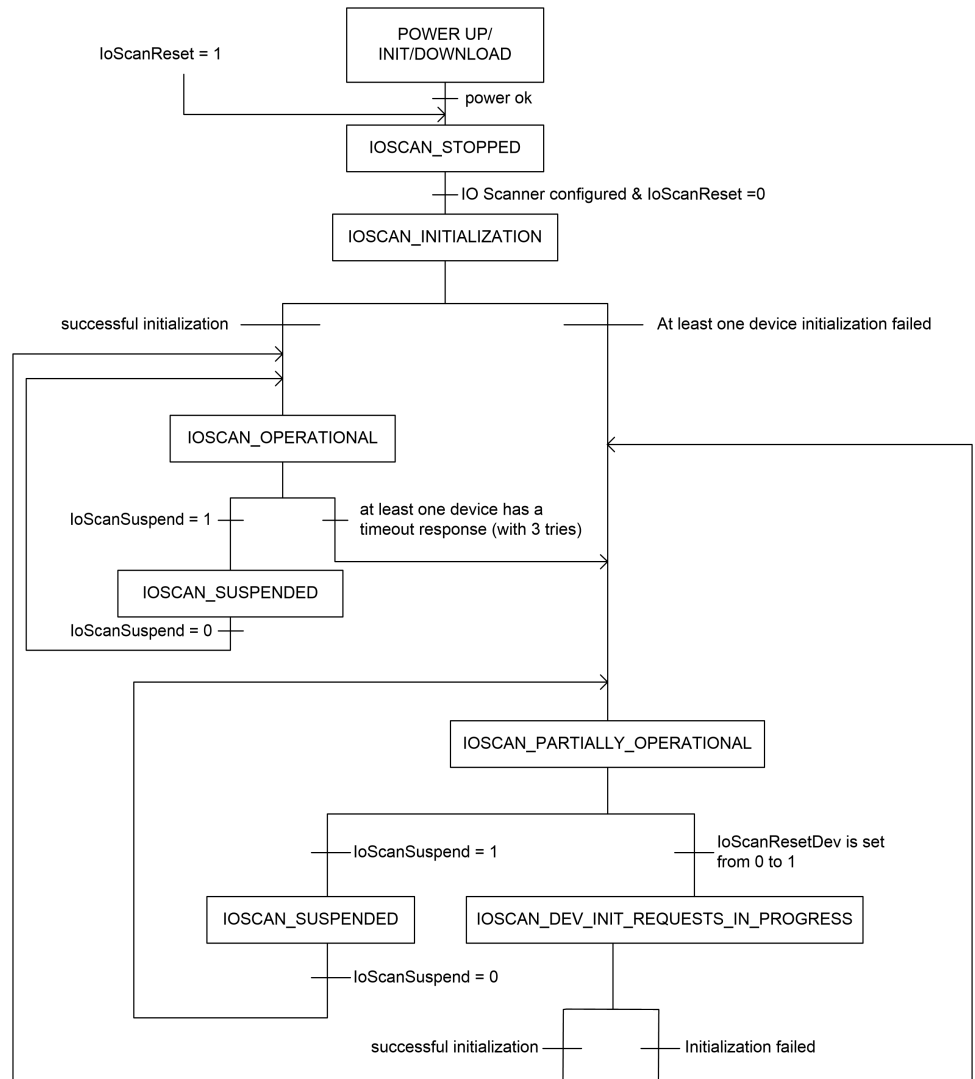 POWER UP/
INIT/DOWNLOAD
IoScanReset = 1
power ok
IOSCAN_STOPPED
IO Scanner configured & IoScanReset =0
IOSCAN_INITIALIZATION
successful initialization
At least one device initialization failed
IOSCAN_OPERATIONAL
IoScanSuspend = 1
at least one device has a
timeout response (with 3 tries)
IOSCAN_SUSPENDED
IoScanSuspend = 0
IOSCAN_PARTIALLY_OPERATIONAL
IoScanSuspend = 1
IoScanResetDev is set
from 0 to 1
IOSCAN_SUSPENDED
IOSCAN_DEV_INIT_REQUESTS_IN_PROGRESS
IoScanSuspend = 0
successful initialization
Initialization failed